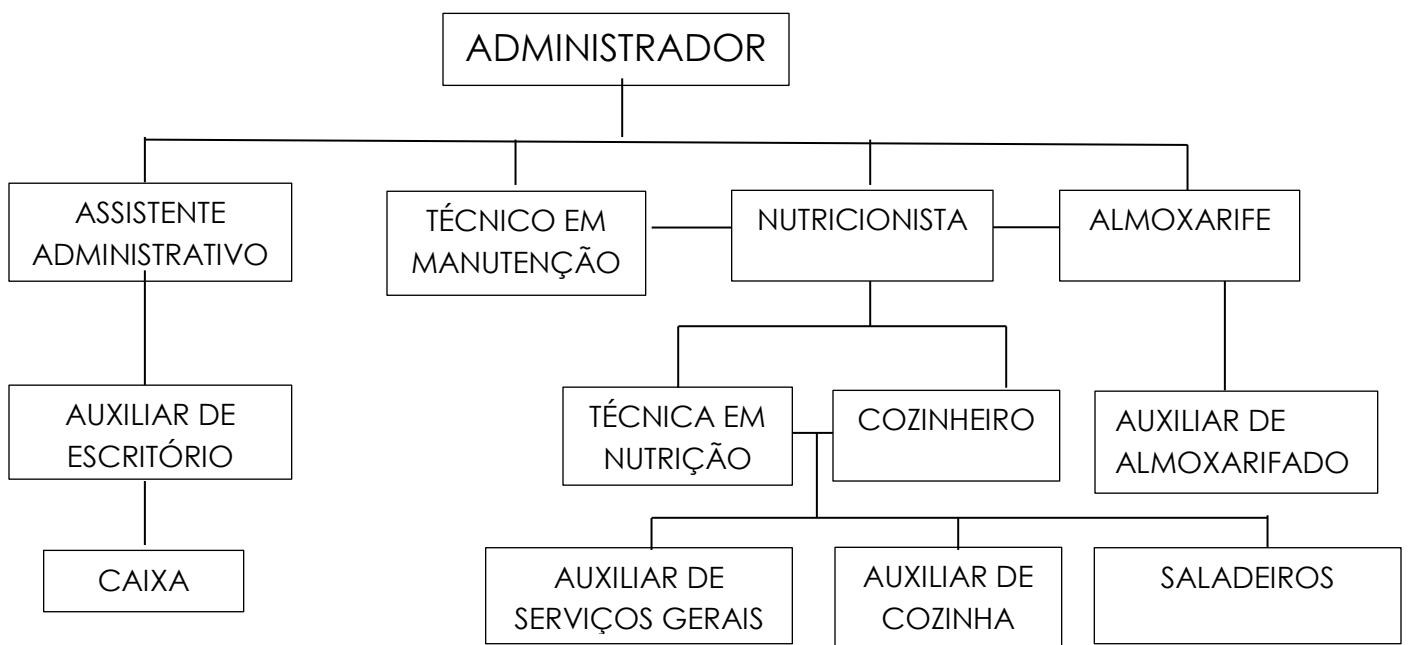 ADMINISTRADOR
ASSISTENTE
ADMINISTRATIVO
TÉCNICO EM
MANUTENÇÃO
NUTRICIONISTA
ALMOXARIFE
AUXILIAR DE
ESCRITÓRIO
TÉCNICA EM
NUTRIÇÃO
COZINHEIRO
AUXILIAR DE
ALMOXARIFADO
CAIXA
AUXILIAR DE
SERVIÇOS GERAIS
AUXILIAR DE
COZINHA
SALADEIROS